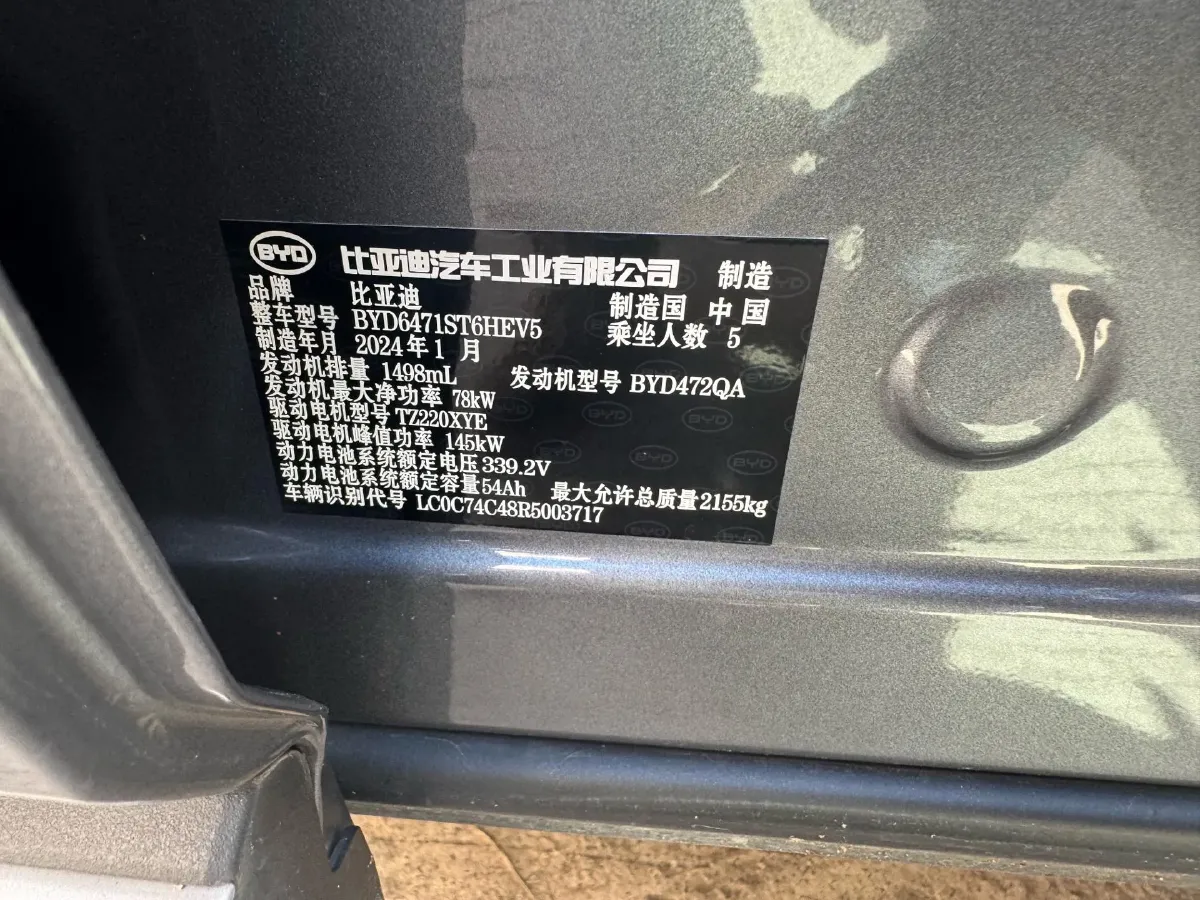 BYD 比亚迪汽车工业有限公司 制造
品牌 比亚迪 制造国 中国
整车型号 BYD6471ST6HEV5 乘坐人数 5
制造年月 2024年1月
发动机排量 1498mL 发动机型号 BYD472QA
发动机最大净功率 78kW
驱动电机型号 TZ220XYE
驱动电机峰值功率 145kW
动力电池系统额定电压 339.2V
动力电池系统额定容量 54Ah 最大允许总质量 2155kg
车辆识别代号 LC0C74C48R5003717